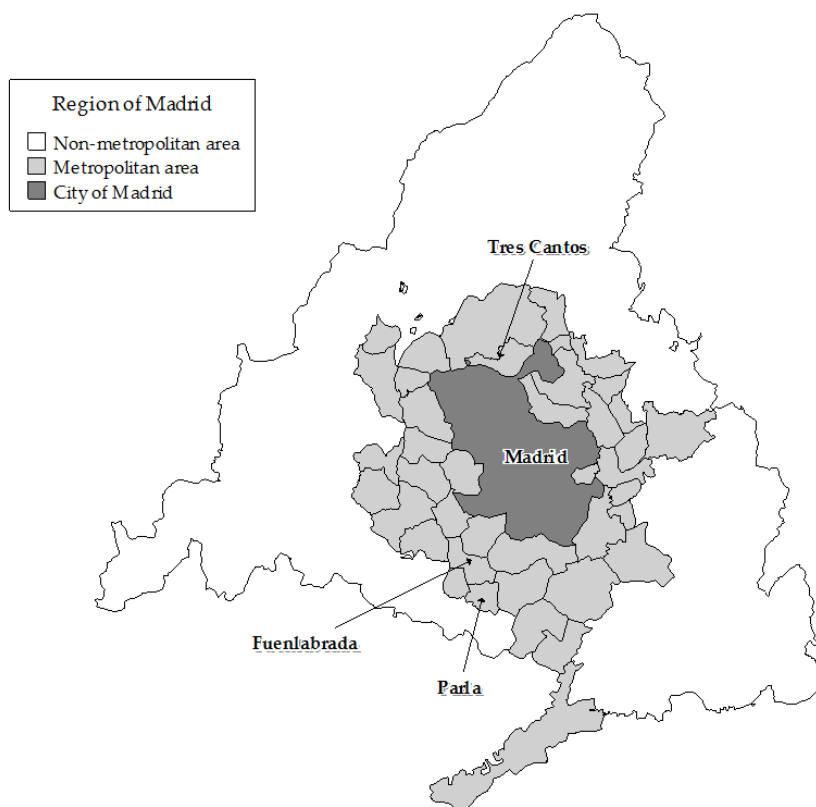 Region of Madrid
Non-metropolitan area
Metropolitan area
City of Madrid
Tres Cantos
Madrid
Fuenlabrada
Parla